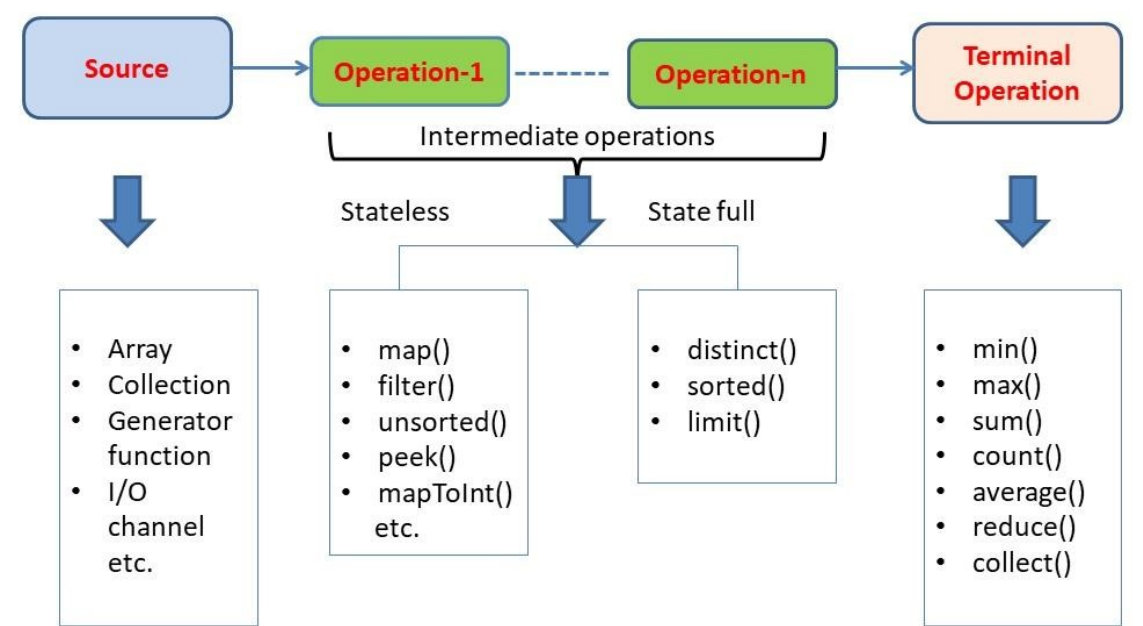 Source
Operation-1
Operation-n
Terminal
Operation
Intermediate operations
Stateless
State full
• Array
• Collection
• Generator
function
• I/O
channel
etc.
• map()
• filter()
• unsorted()
• peek()
• mapToInt()
etc.
• distinct()
• sorted()
• limit()
• min()
• max()
• sum()
• count()
• average()
• reduce()
• collect()